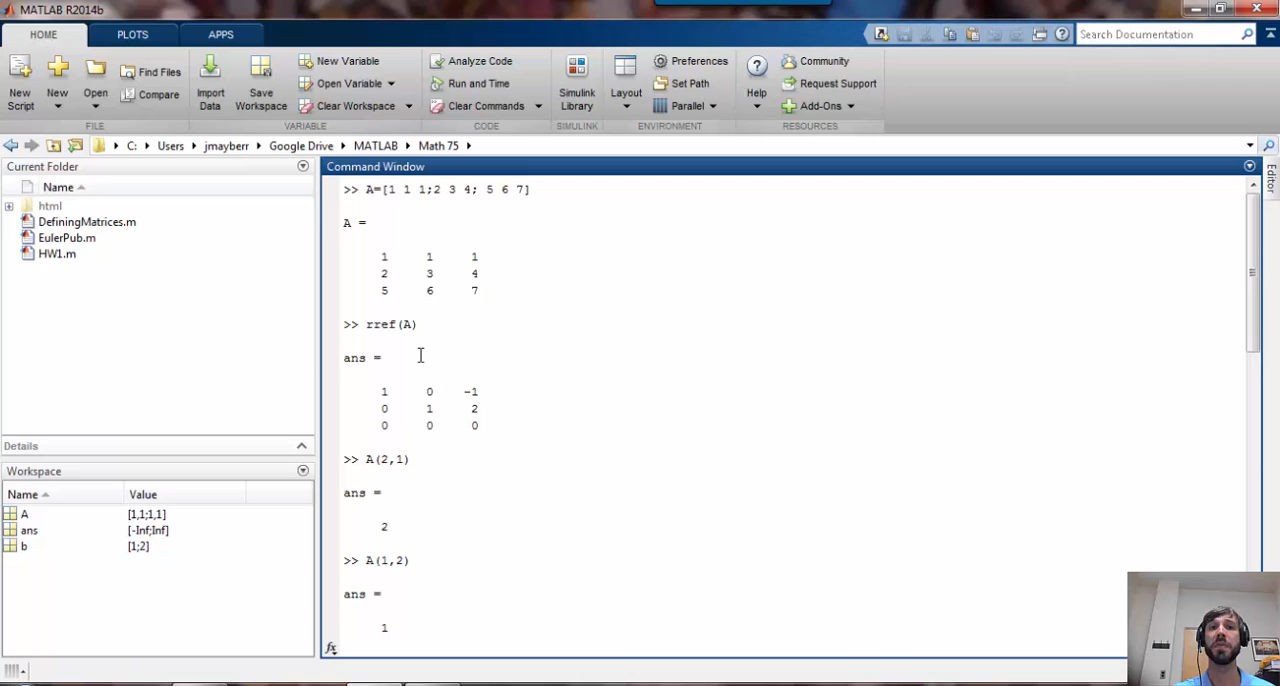 MATLAB R2014b
HOME PLOTS APPS
Search Documentation
New Script
New
Open
Find Files
Compare
FILE
Import Data
Save Workspace
New Variable
Open Variable
Clear Workspace
VARIABLE
Analyze Code
Run and Time
Clear Commands
CODE
Simulink Library
SIMULINK
Layout
Preferences
Set Path
Parallel
ENVIRONMENT
Help
Community
Request Support
Add-Ons
RESOURCES
C: Users jmayberr Google Drive MATLAB Math 75
Current Folder
Name
html
DefiningMatrices.m
EulerPub.m
HW1.m
Details
Workspace
Name Value
A [1,1;1,1]
ans [-Inf;Inf]
b [1;2]
Command Window
>> A=[1 1 1;2 3 4; 5 6 7]
A =
1 1 1
2 3 4
5 6 7
>> rref(A)
ans =
1 0 -1
0 1 2
0 0 0
>> A(2,1)
ans =
2
>> A(1,2)
ans =
1
fx
Editor